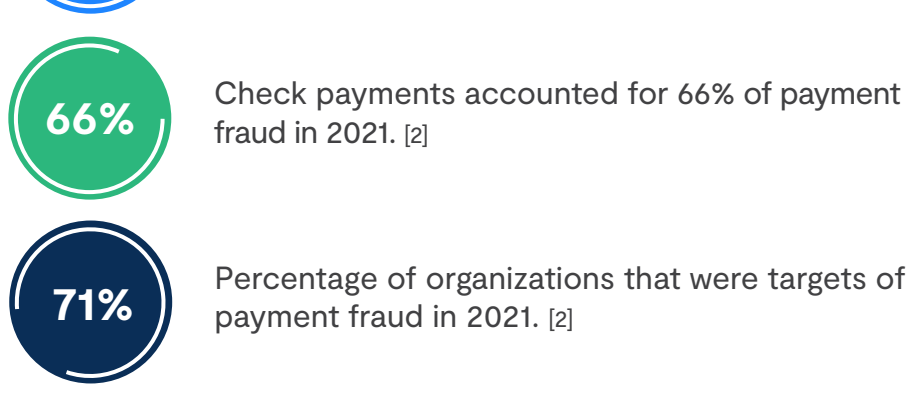 66%
Check payments accounted for 66% of payment
fraud in 2021. [2]
71%
Percentage of organizations that were targets of
payment fraud in 2021. [2]